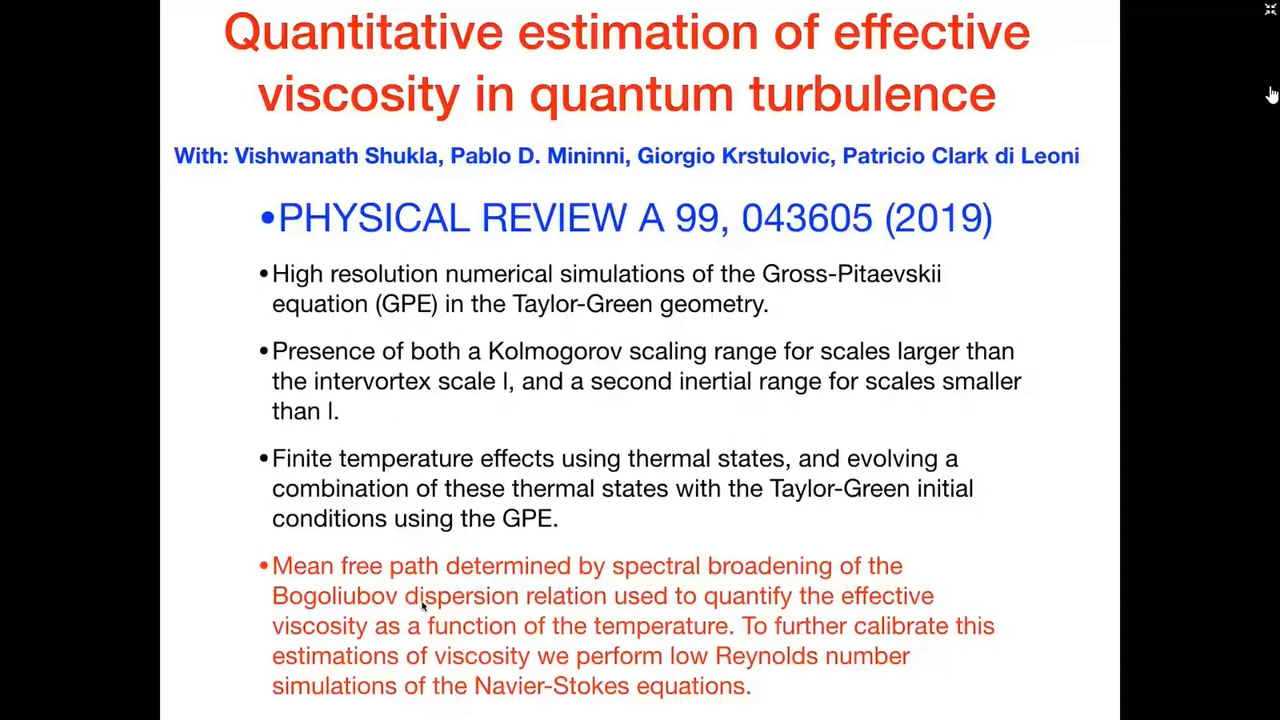 Quantitative estimation of effective
viscosity in quantum turbulence
With: Vishwanath Shukla, Pablo D. Mininni, Giorgio Krstulovic, Patricio Clark di Leoni
•PHYSICAL REVIEW A 99, 043605 (2019)
•High resolution numerical simulations of the Gross-Pitaevskii
equation (GPE) in the Taylor-Green geometry.
•Presence of both a Kolmogorov scaling range for scales larger than
the intervortex scale l, and a second inertial range for scales smaller
than l.
•Finite temperature effects using thermal states, and evolving a
combination of these thermal states with the Taylor-Green initial
conditions using the GPE.
•Mean free path determined by spectral broadening of the
Bogoliubov dispersion relation used to quantify the effective
viscosity as a function of the temperature. To further calibrate this
estimations of viscosity we perform low Reynolds number
simulations of the Navier-Stokes equations.